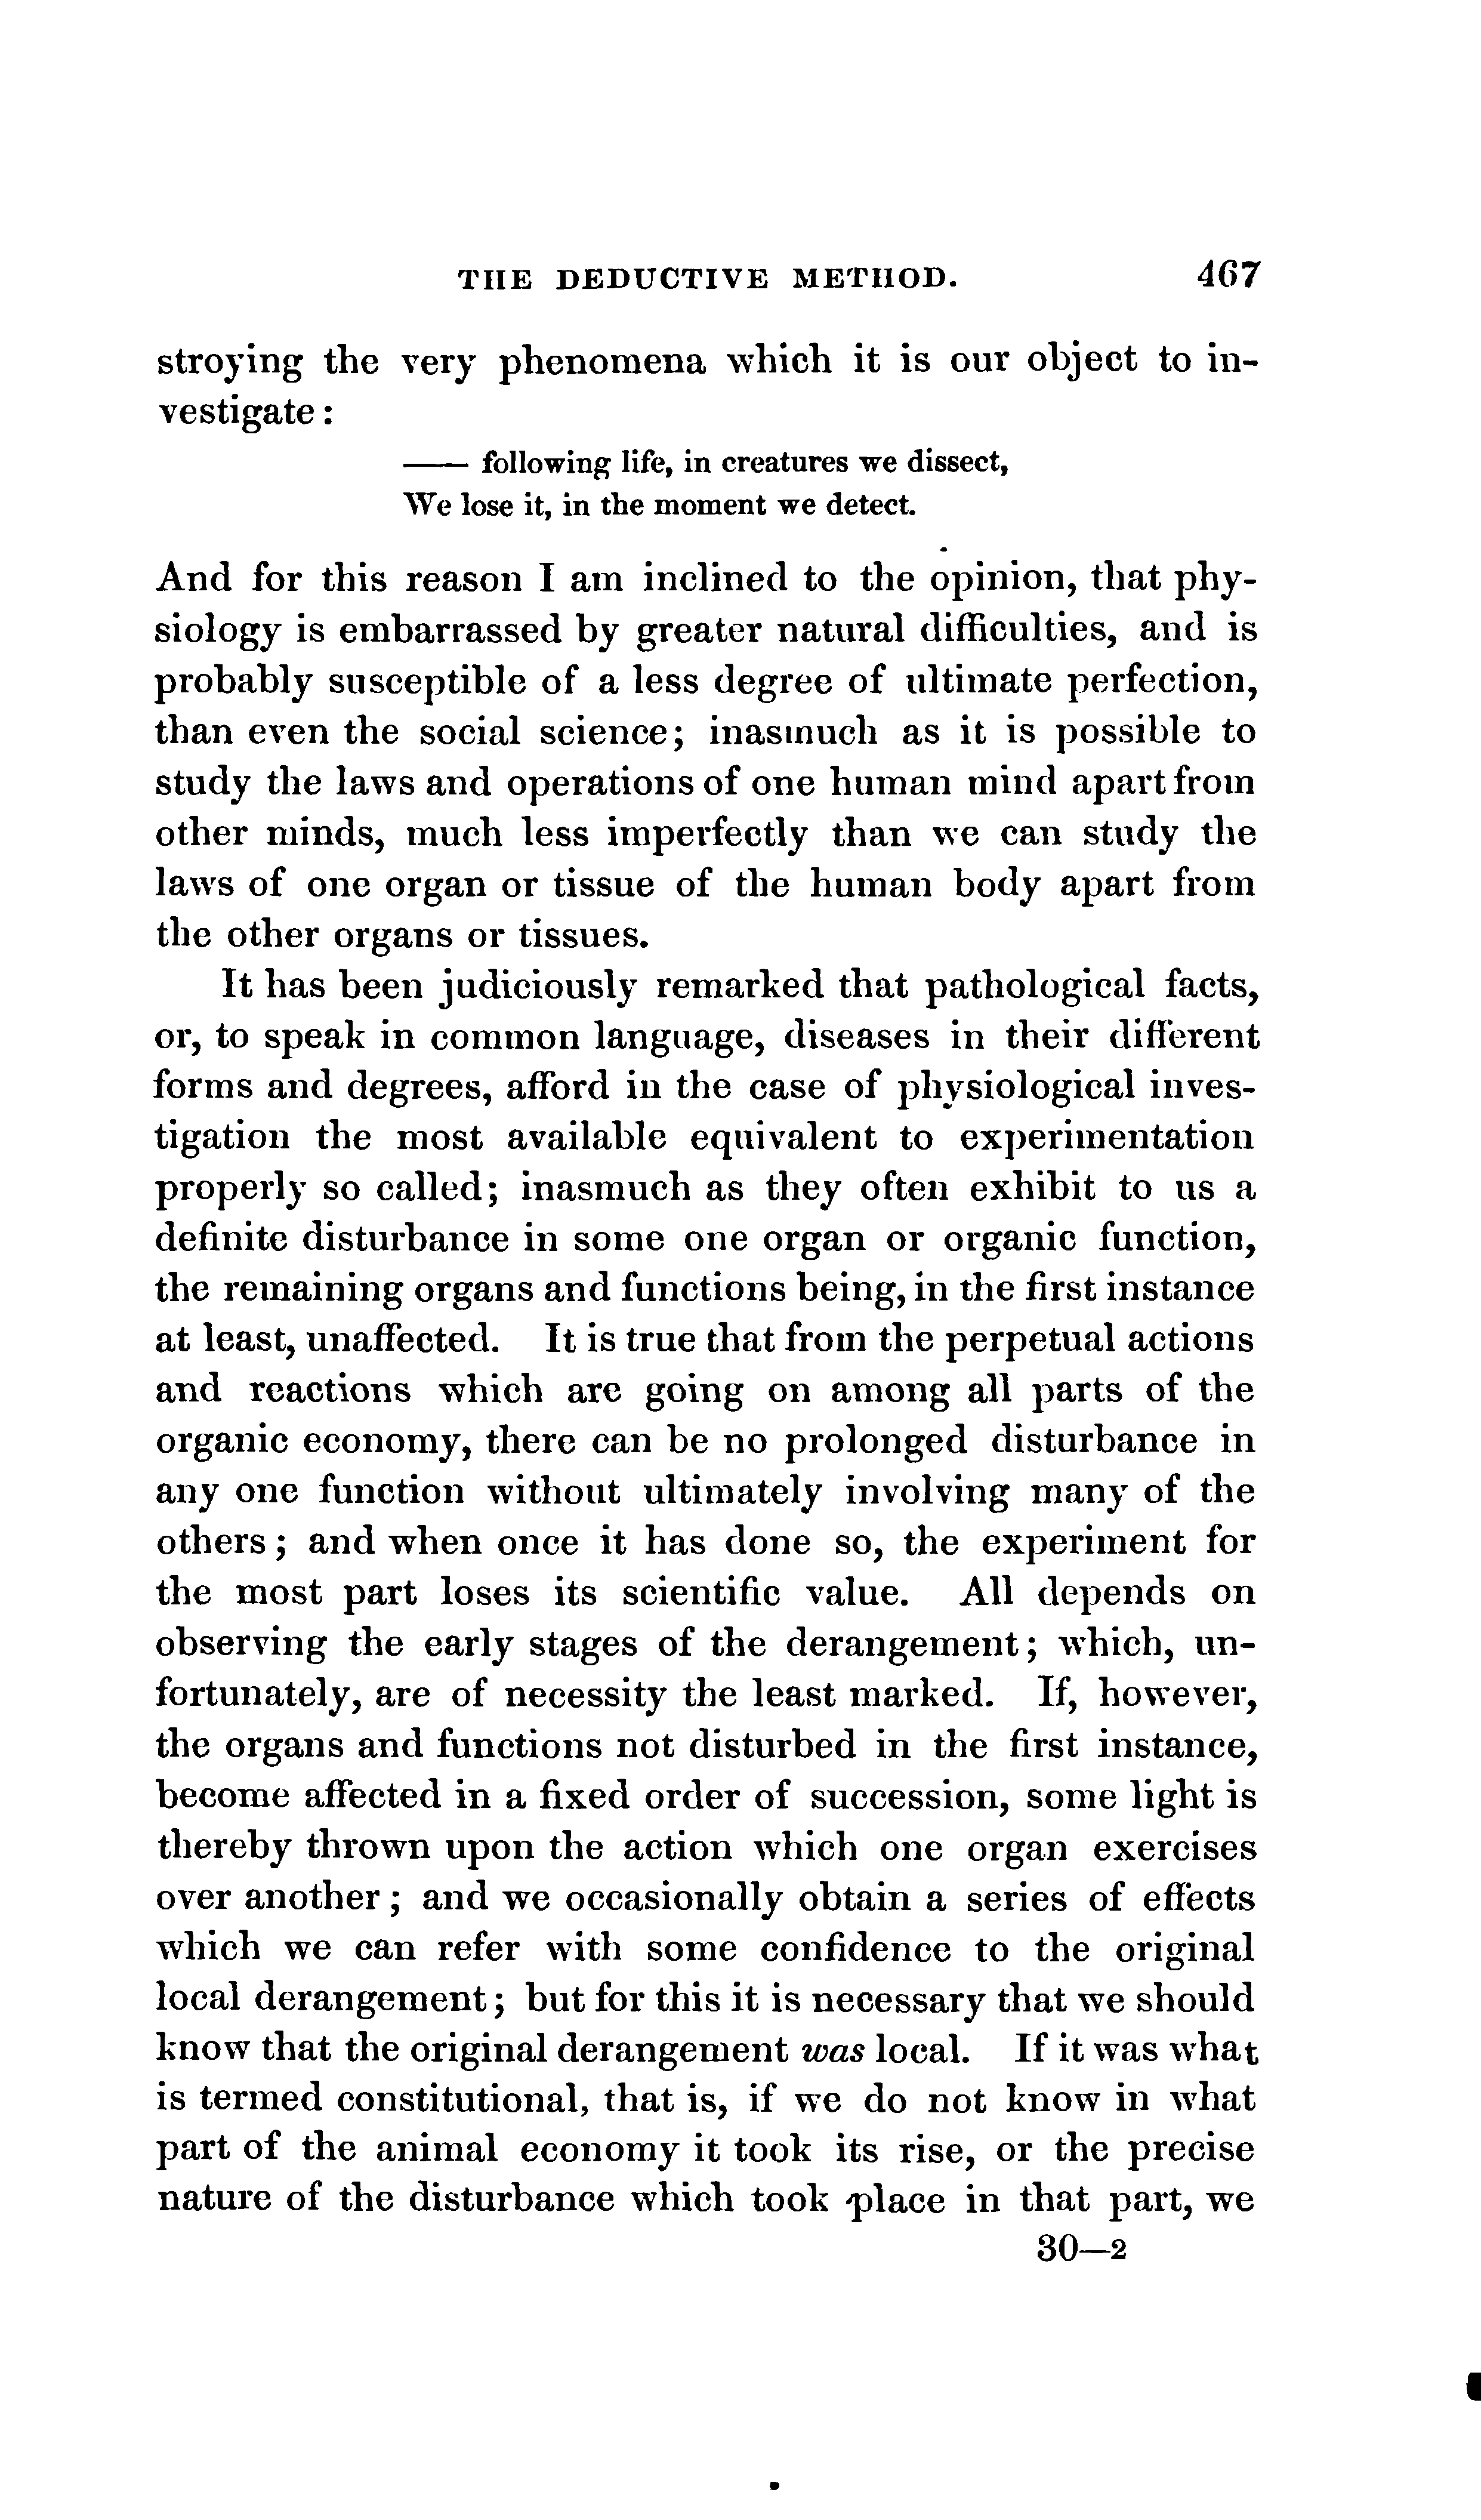 THE DEDUCTIVE METHOD. 467
stroying the very phenomena which it is our object to in-
vestigate:
—— following life, in creatures we dissect,
We lose it, in the moment we detect.
And for this reason I am inclined to the opinion, that phy-
siology is embarrassed by greater natural difficulties, and is
probably susceptible of a less degree of ultimate perfection,
than even the social science; inasmuch as it is possible to
study the laws and operations of one human mind apart from
other minds, much less imperfectly than we can study the
laws of one organ or tissue of the human body apart from
the other organs or tissues.
It has been judiciously remarked that pathological facts,
or, to speak in common language, diseases in their different
forms and degrees, afford in the case of physiological inves-
tigation the most available equivalent to experimentation
properly so called; inasmuch as they often exhibit to us a
definite disturbance in some one organ or organic function,
the remaining organs and functions being, in the first instance
at least, unaffected. It is true that from the perpetual actions
and reactions which are going on among all parts of the
organic economy, there can be no prolonged disturbance in
any one function without ultimately involving many of the
others; and when once it has done so, the experiment for
the most part loses its scientific value. All depends on
observing the early stages of the derangement; which, un-
fortunately, are of necessity the least marked. If, however,
the organs and functions not disturbed in the first instance,
become affected in a fixed order of succession, some light is
thereby thrown upon the action which one organ exercises
over another; and we occasionally obtain a series of effects
which we can refer with some confidence to the original
local derangement; but for this it is necessary that we should
know that the original derangement was local. If it was what
is termed constitutional, that is, if we do not know in what
part of the animal economy it took its rise, or the precise
nature of the disturbance which took place in that part, we
30—2